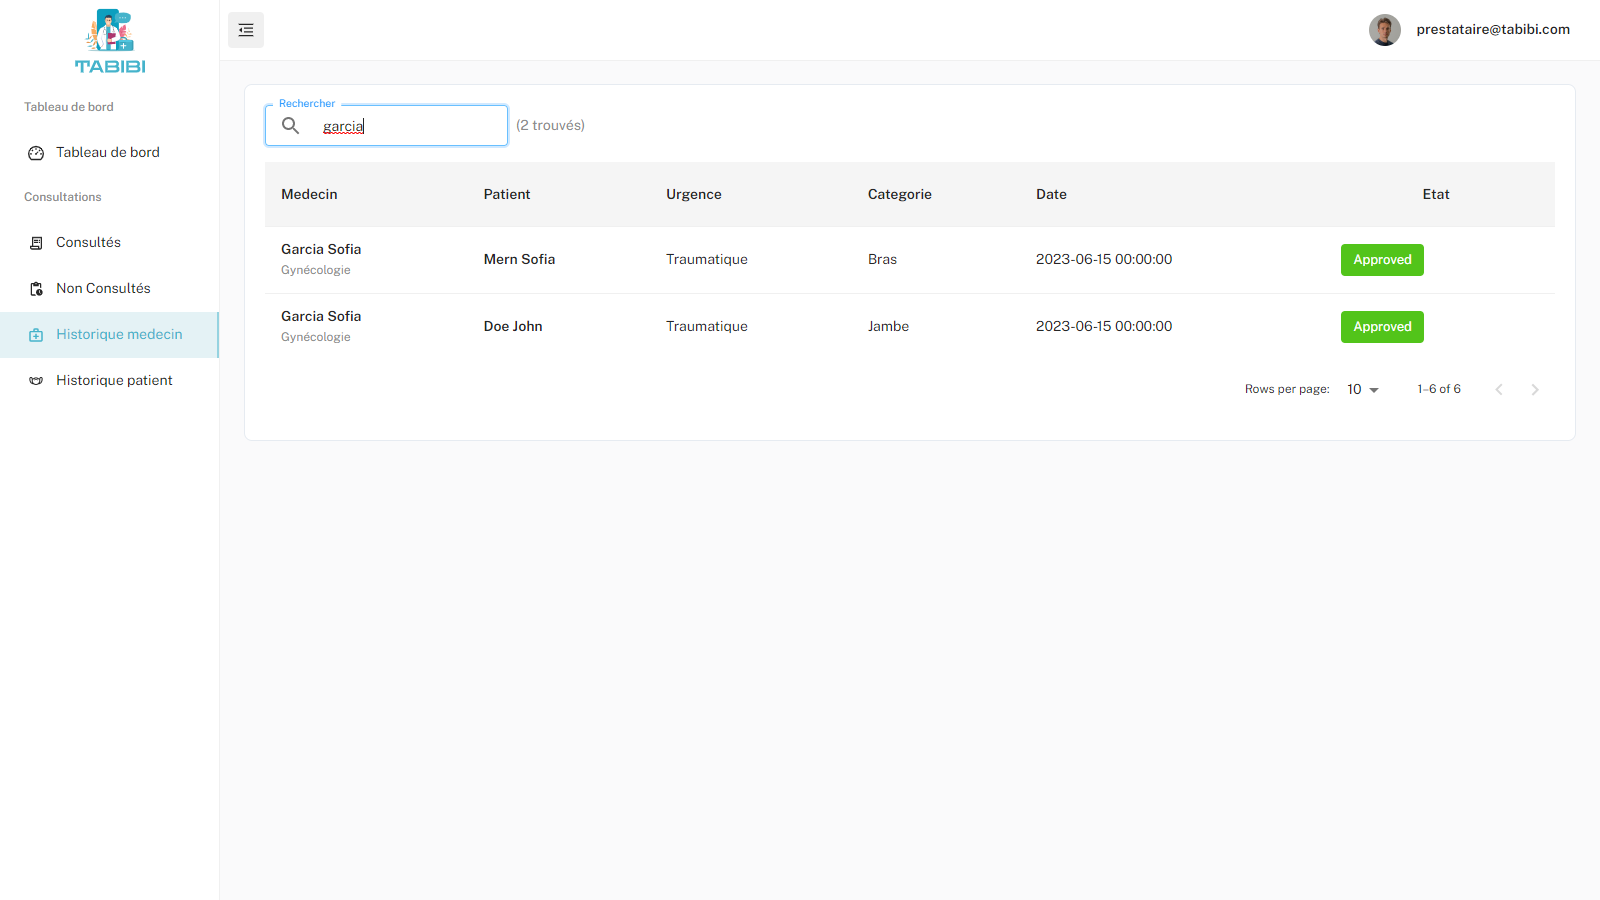 TABIBI
prestataire@tabibi.com
Tableau de bord
Tableau de bord
Consultations
Consultés
Non Consultés
Historique medecin
Historique patient
Rechercher
garcia
(2 trouvés)
Medecin Patient Urgence Categorie Date Etat
Garcia Sofia
Gynécologie
Mern Sofia Traumatique Bras 2023-06-15 00:00:00 Approved
Garcia Sofia
Gynécologie
Doe John Traumatique Jambe 2023-06-15 00:00:00 Approved
Rows per page: 10 1–6 of 6